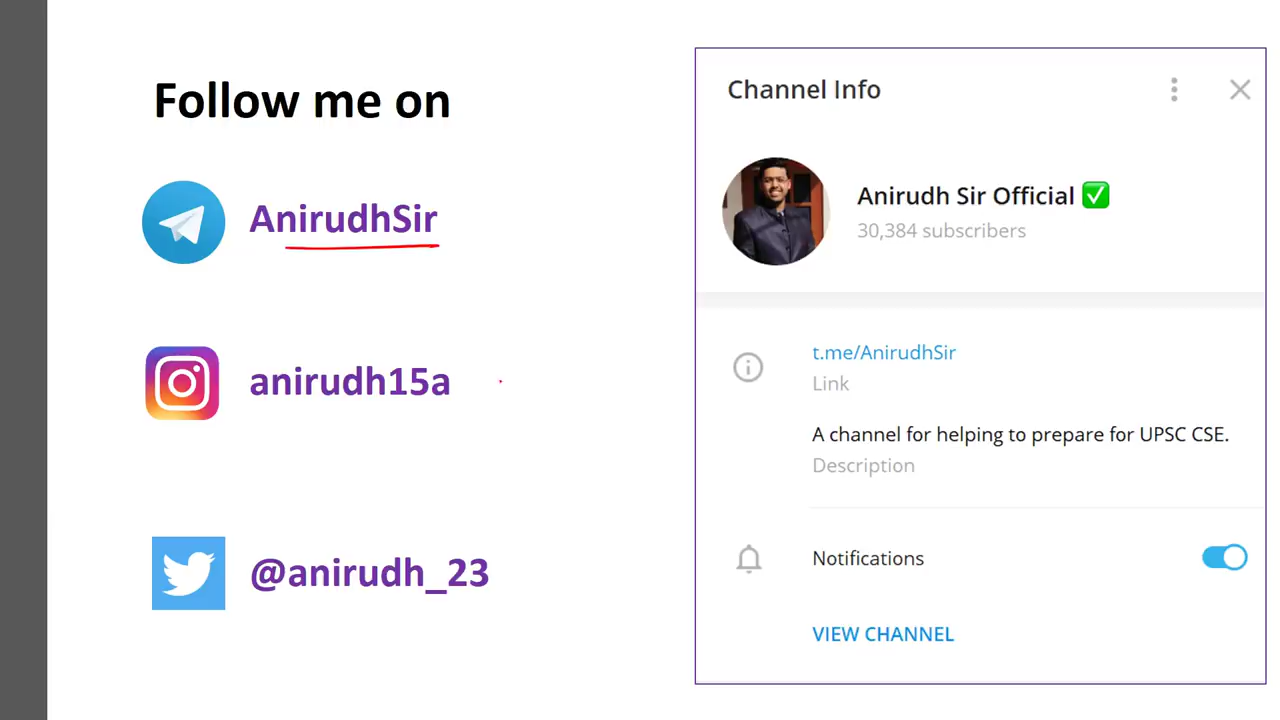 Follow me on
AnirudhSir
anirudh15a
@anirudh_23
Channel Info
Anirudh Sir Official ✅
30,384 subscribers
t.me/AnirudhSir
Link
A channel for helping to prepare for UPSC CSE.
Description
Notifications
VIEW CHANNEL